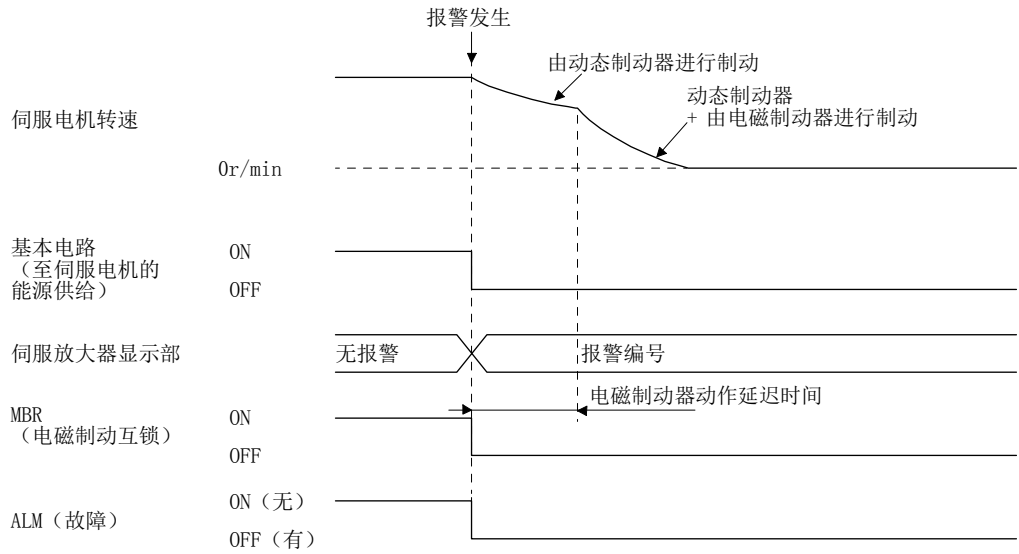 报警发生
由动态制动器进行制动
动态制动器
+ 由电磁制动器进行制动
伺服电机转速
0r/min
基本电路
（至伺服电机的
能源供给）
ON
OFF
伺服放大器显示部
无报警
报警编号
电磁制动器动作延迟时间
MBR
（电磁制动互锁）
ON
OFF
ALM（故障）
ON（无）
OFF（有）